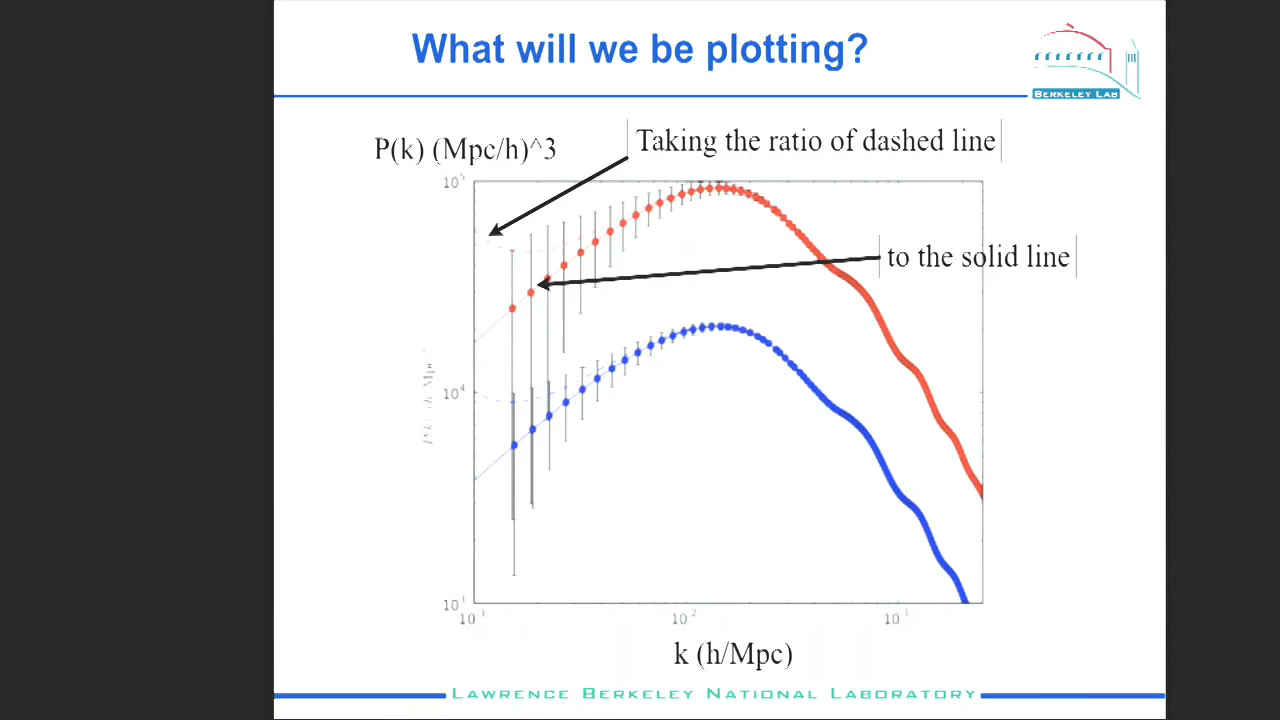 What will we be plotting?
BERKELEY LAB
P(k) (Mpc/h)^3
Taking the ratio of dashed line
10^5
to the solid line
10^4
10^3
10^-3
10^-2
10^-1
k (h/Mpc)
LAWRENCE BERKELEY NATIONAL LABORATORY